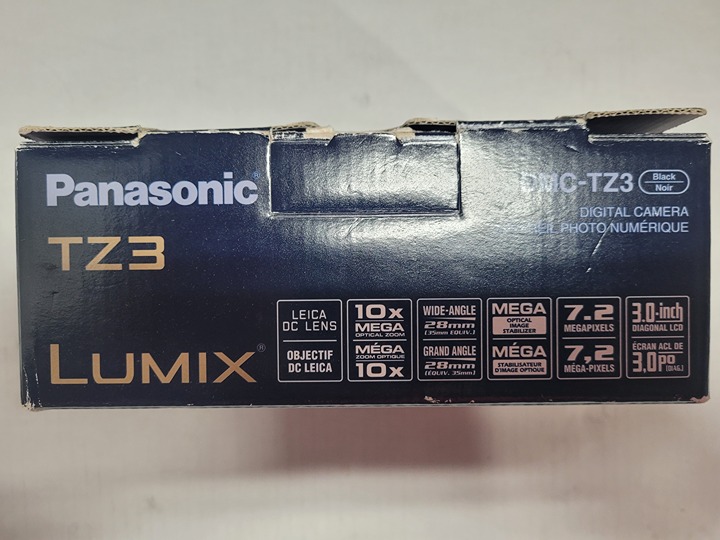 Panasonic®
TZ3
LUMIX®
DMC-TZ3 Black
Noir
DIGITAL CAMERA
PHOTO NUMÉRIQUE
LEICA
DC LENS
OBJECTIF
DC LEICA
10x
MEGA
OPTICAL ZOOM
MÉGA
ZOOM OPTIQUE
10x
WIDE-ANGLE
28mm
(35mm EQUIV.)
GRAND ANGLE
28mm
(EQUIV. 35mm)
MEGA
OPTICAL
IMAGE
STABILIZER
MÉGA
STABILISATEUR
D'IMAGE OPTIQUE
7.2
MEGAPIXELS
7,2
MÉGA-PIXELS
3.0-inch
DIAGONAL LCD
ÉCRAN ACL DE
3,0po
(DIAG.)